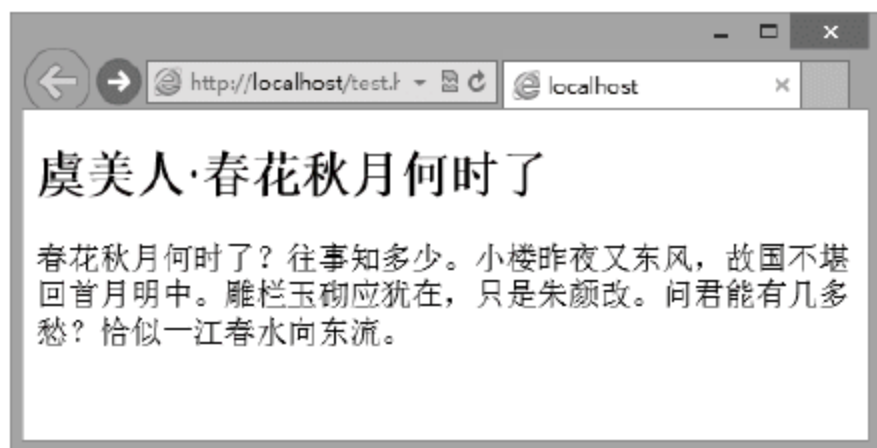 http://localhost/test.h
localhost
虞美人·春花秋月何时了
春花秋月何时了？往事知多少。小楼昨夜又东风，故国不堪
回首月明中。雕栏玉砌应犹在，只是朱颜改。问君能有几多
愁？恰似一江春水向东流。